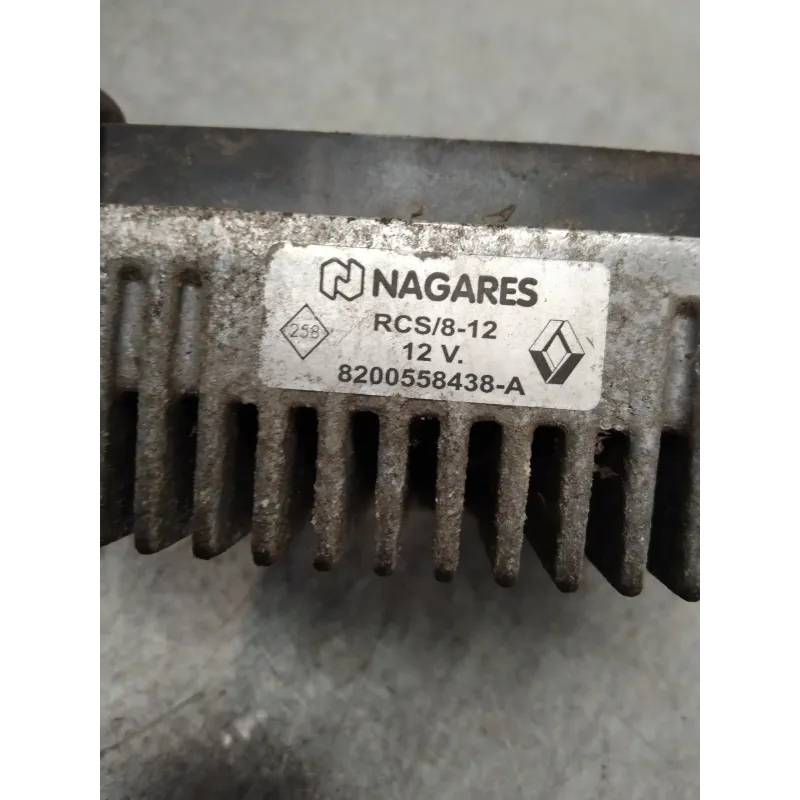 NAGARES
258
RCS/8-12
12 V.
8200558438-A